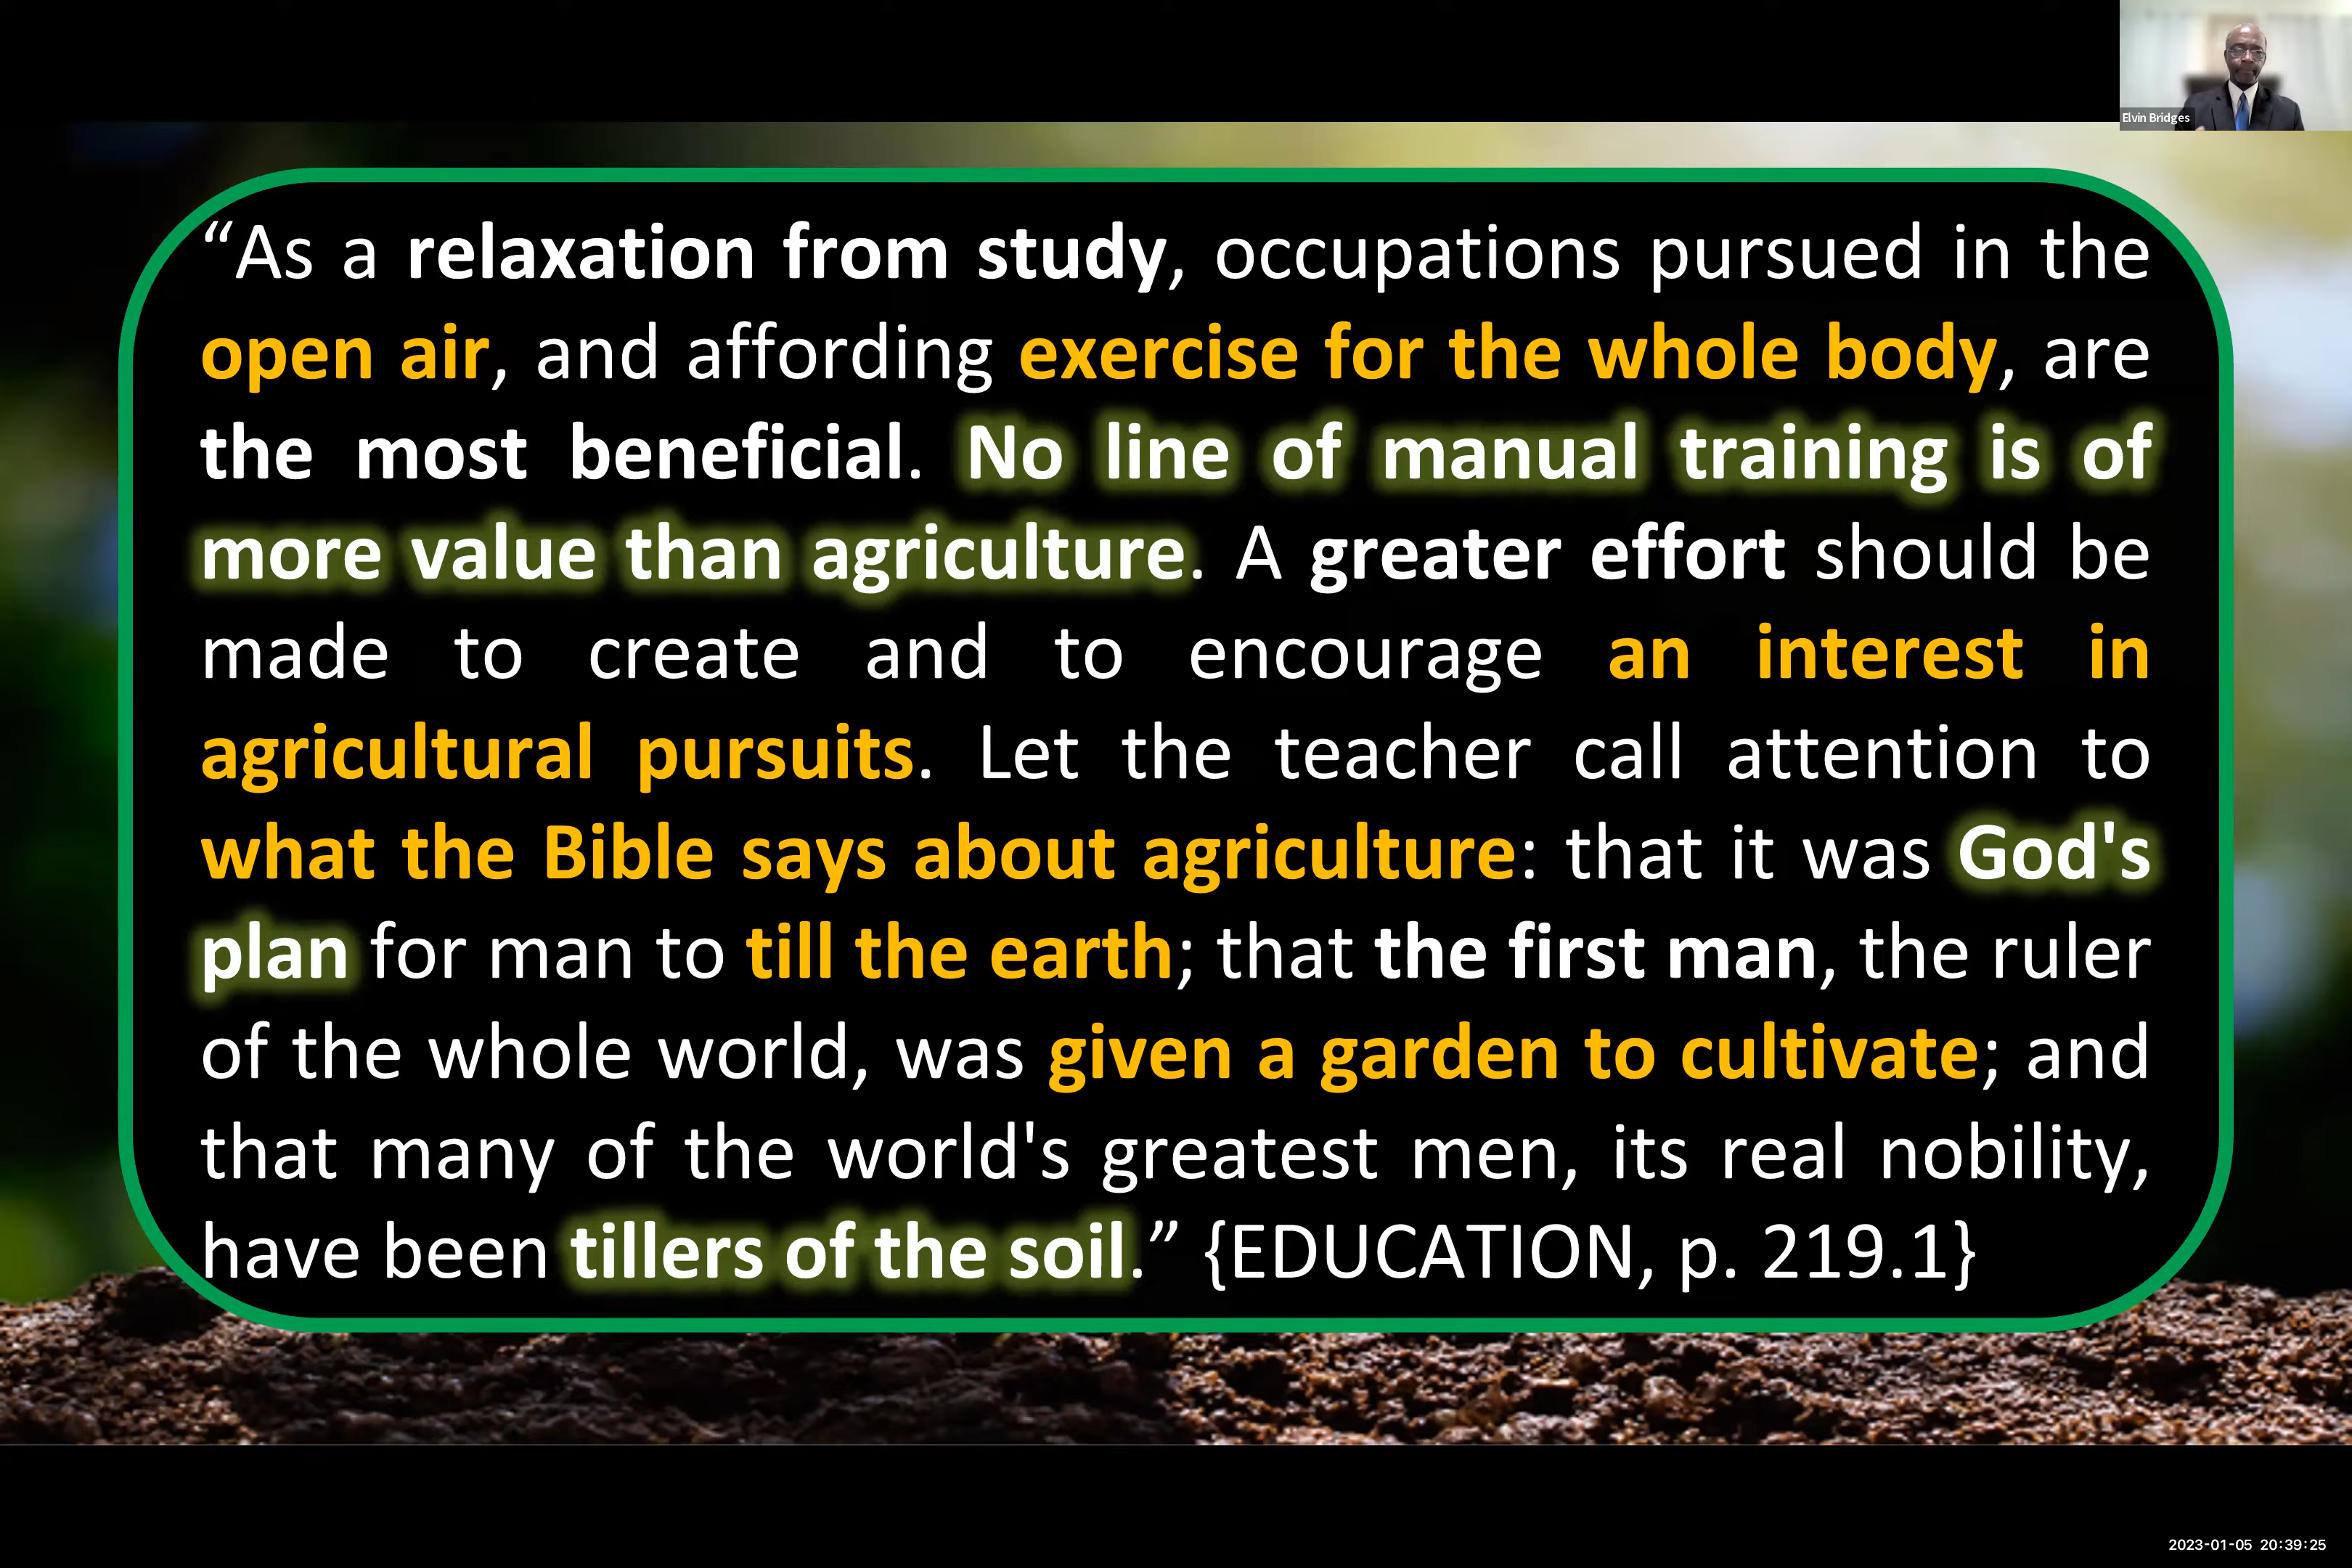 Elvin Bridges
“As a relaxation from study, occupations pursued in the
open air, and affording exercise for the whole body, are
the most beneficial. No line of manual training is of
more value than agriculture. A greater effort should be
made to create and to encourage an interest in
agricultural pursuits. Let the teacher call attention to
what the Bible says about agriculture: that it was God's
plan for man to till the earth; that the first man, the ruler
of the whole world, was given a garden to cultivate; and
that many of the world's greatest men, its real nobility,
have been tillers of the soil.” {EDUCATION, p. 219.1}
2023-01-05 20:39:25